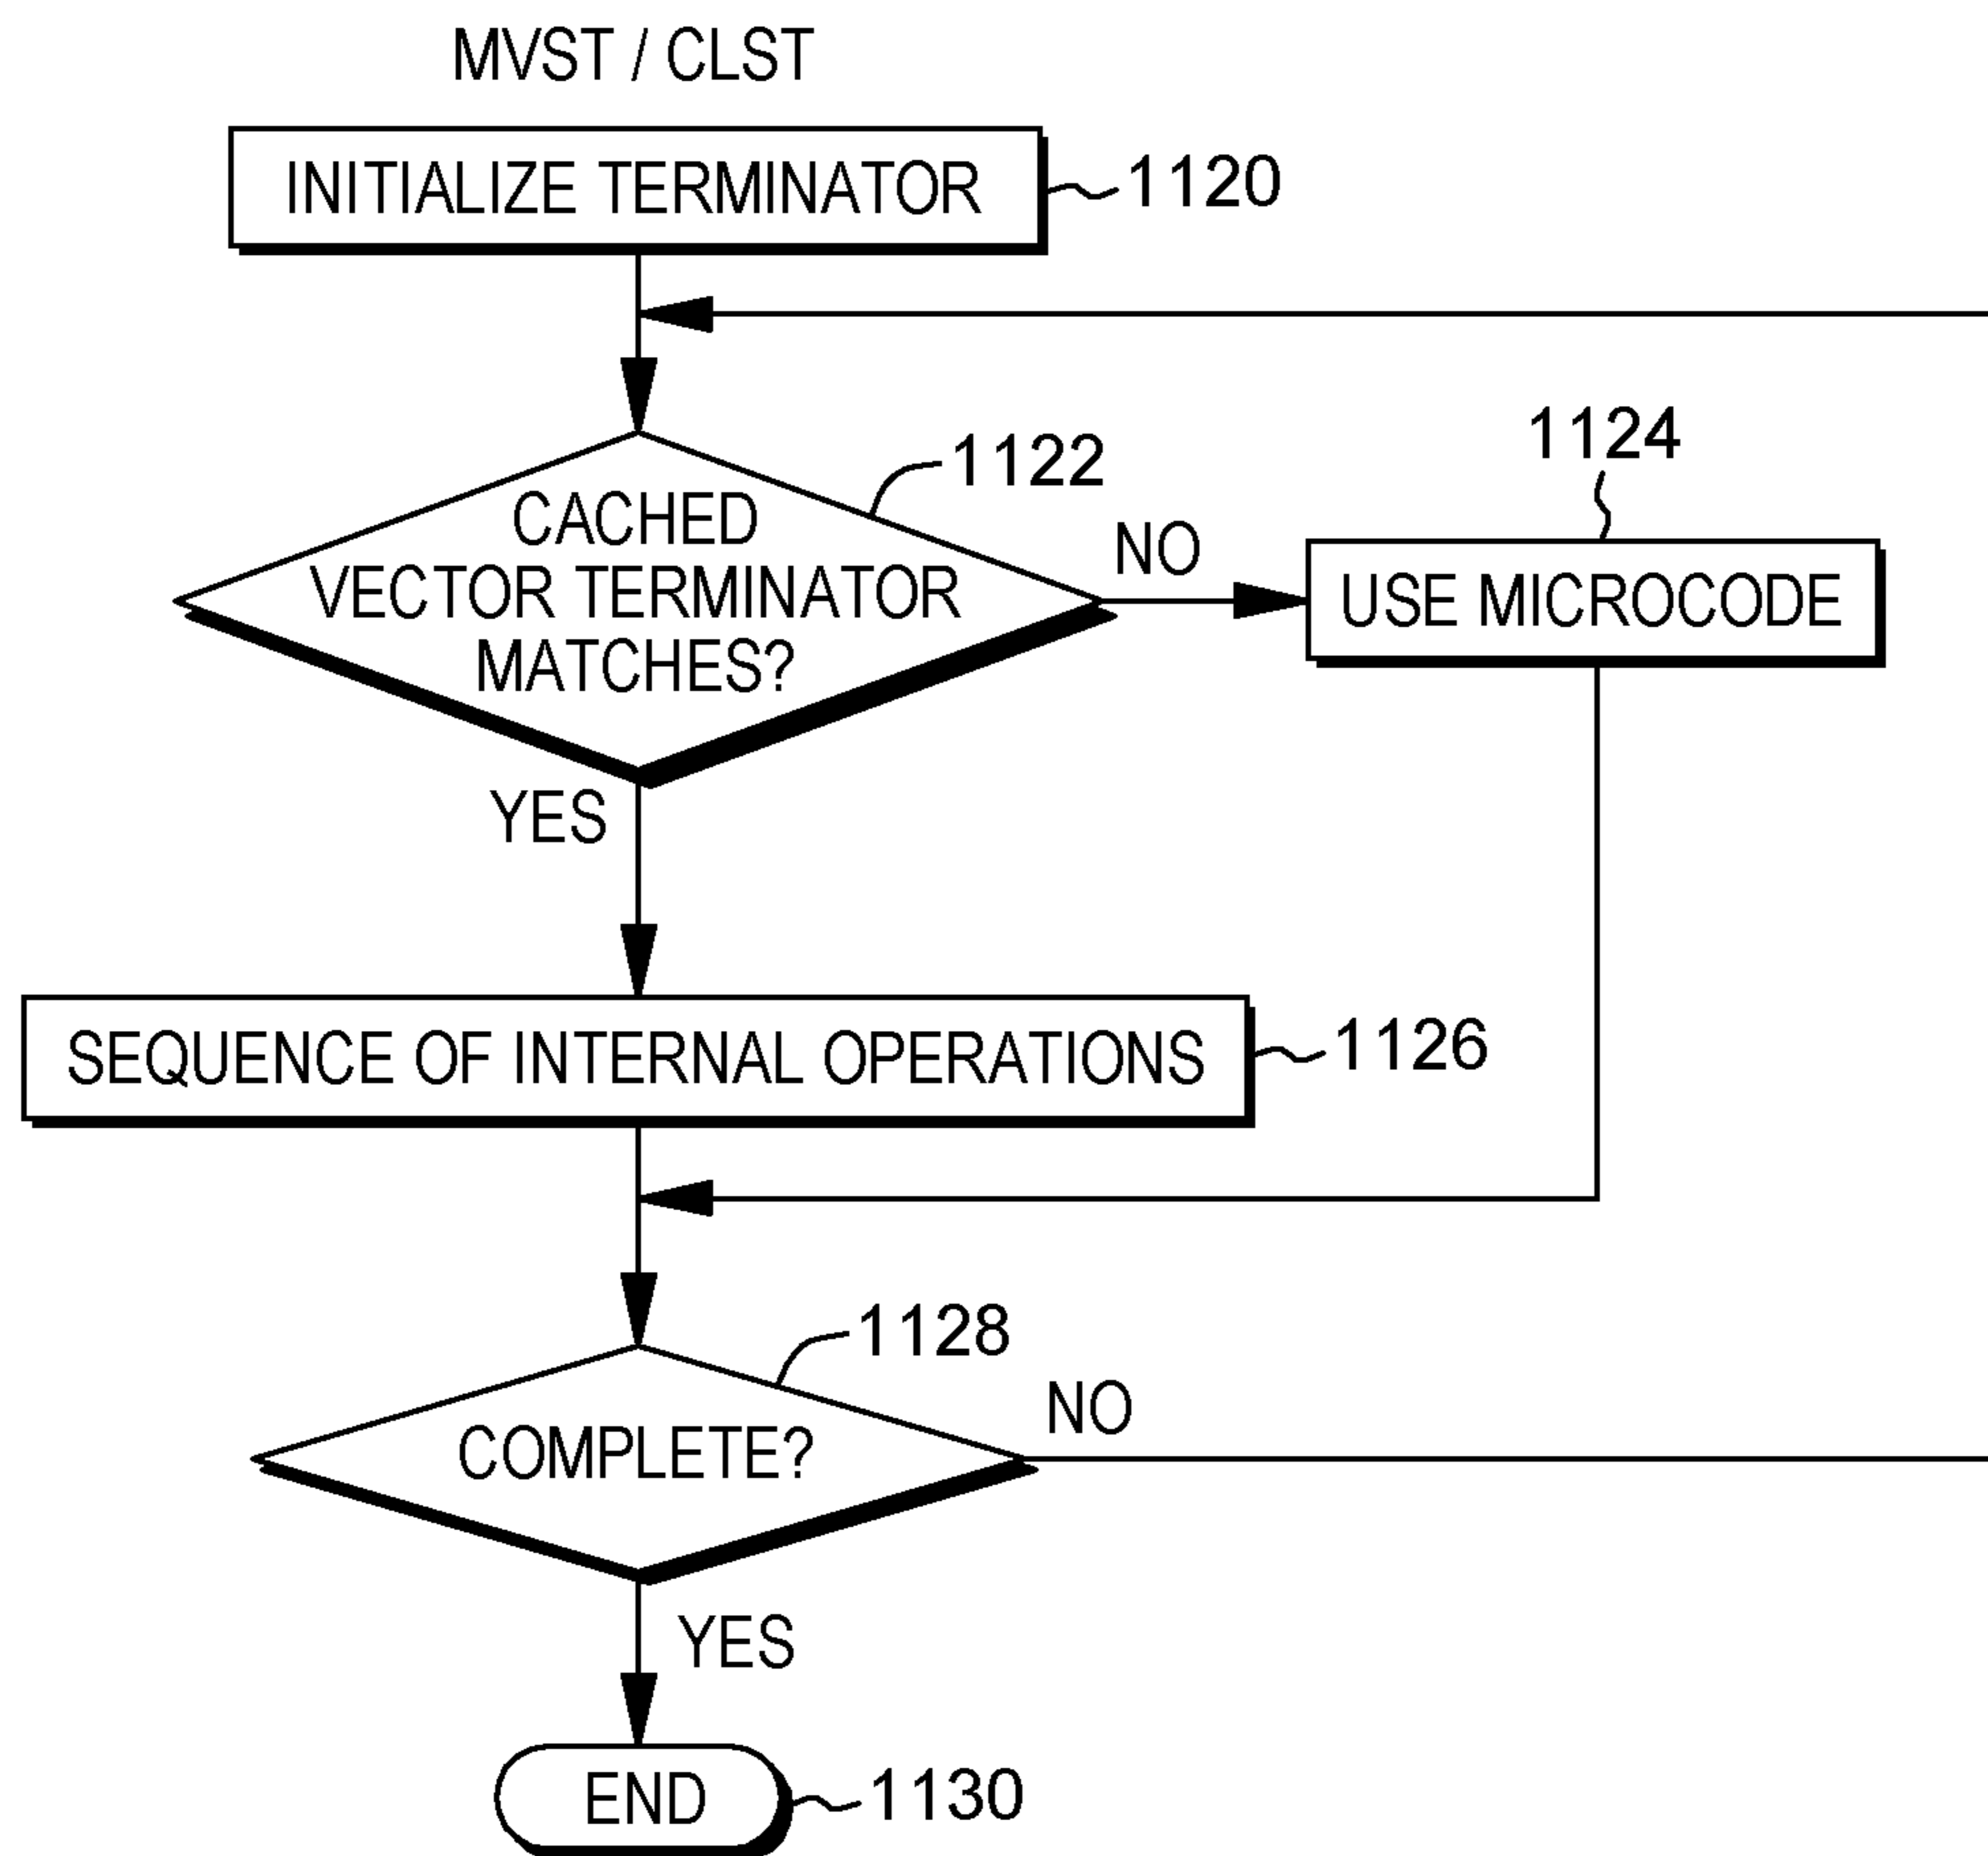 MVST / CLST
INITIALIZE TERMINATOR
1120
1122
CACHED
VECTOR TERMINATOR
MATCHES?
NO
1124
USE MICROCODE
YES
SEQUENCE OF INTERNAL OPERATIONS
1126
1128
COMPLETE?
NO
YES
END
1130